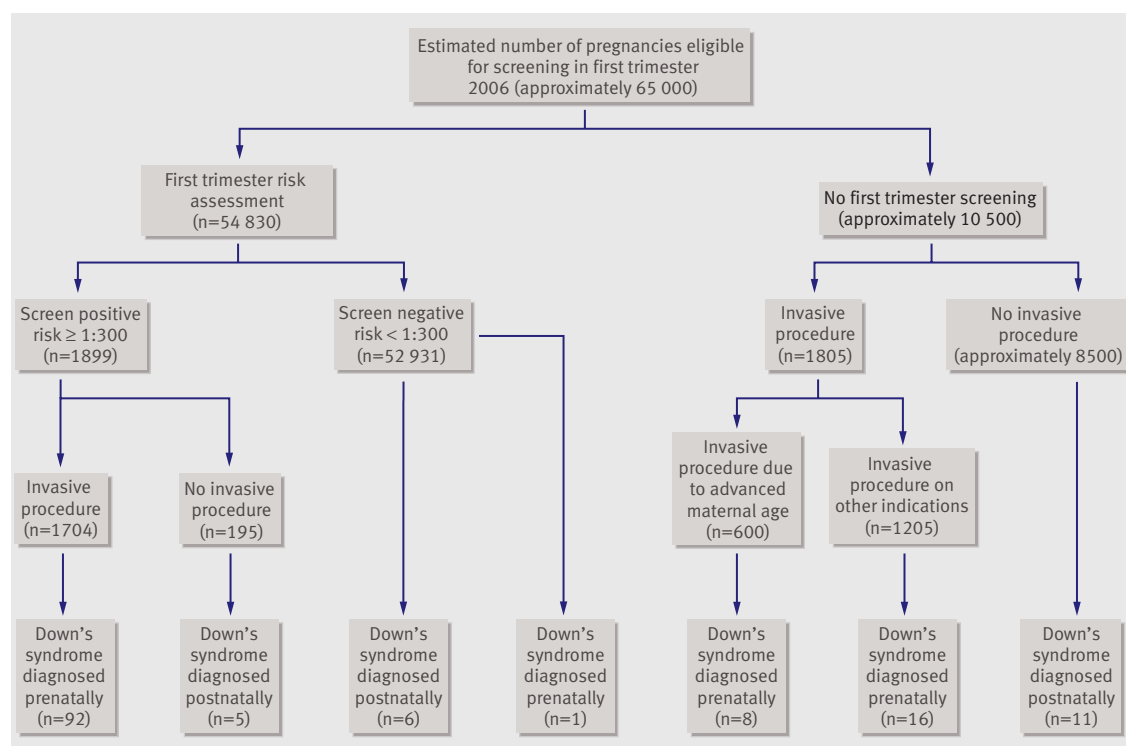 Estimated number of pregnancies eligible
for screening in first trimester
2006 (approximately 65 000)
First trimester risk
assessment
(n=54 830)
No first trimester screening
(approximately 10 500)
Screen positive
risk ≥ 1:300
(n=1899)
Screen negative
risk < 1:300
(n=52 931)
Invasive
procedure
(n=1805)
No invasive
procedure
(approximately 8500)
Invasive
procedure
(n=1704)
No invasive
procedure
(n=195)
Invasive
procedure due
to advanced
maternal age
(n=600)
Invasive
procedure on
other indications
(n=1205)
Down's
syndrome
diagnosed
prenatally
(n=92)
Down's
syndrome
diagnosed
postnatally
(n=5)
Down's
syndrome
diagnosed
postnatally
(n=6)
Down's
syndrome
diagnosed
prenatally
(n=1)
Down's
syndrome
diagnosed
prenatally
(n=8)
Down's
syndrome
diagnosed
prenatally
(n=16)
Down's
syndrome
diagnosed
postnatally
(n=11)